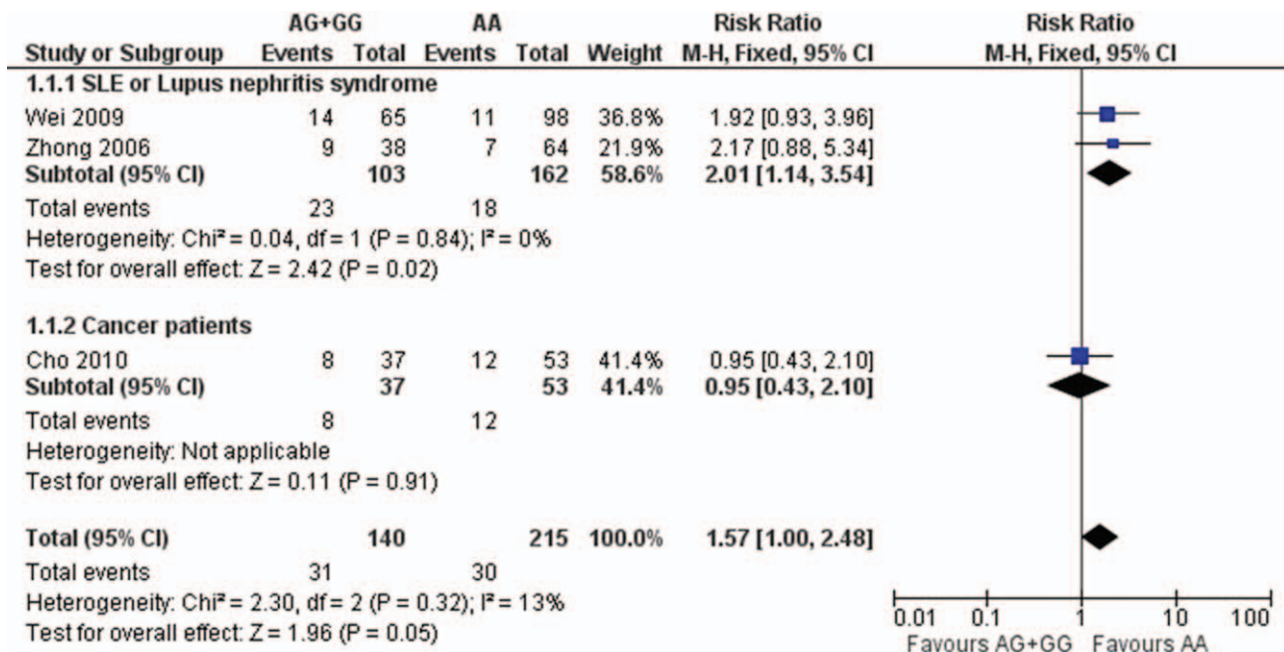 AG+GG AA Risk Ratio Risk Ratio
Study or Subgroup Events Total Events Total Weight M-H, Fixed, 95% CI M-H, Fixed, 95% CI
1.1.1 SLE or Lupus nephritis syndrome
Wei 2009 14 65 11 98 36.8% 1.92 [0.93, 3.96]
Zhong 2006 9 38 7 64 21.9% 2.17 [0.88, 5.34]
Subtotal (95% CI) 103 162 58.6% 2.01 [1.14, 3.54]
Total events 23 18
Heterogeneity: Chi² = 0.04, df = 1 (P = 0.84); I² = 0%
Test for overall effect: Z = 2.42 (P = 0.02)
1.1.2 Cancer patients
Cho 2010 8 37 12 53 41.4% 0.95 [0.43, 2.10]
Subtotal (95% CI) 37 53 41.4% 0.95 [0.43, 2.10]
Total events 8 12
Heterogeneity: Not applicable
Test for overall effect: Z = 0.11 (P = 0.91)
Total (95% CI) 140 215 100.0% 1.57 [1.00, 2.48]
Total events 31 30
Heterogeneity: Chi² = 2.30, df = 2 (P = 0.32); I² = 13%
Test for overall effect: Z = 1.96 (P = 0.05)
0.01 0.1 1 10 100
Favours AG+GG Favours AA